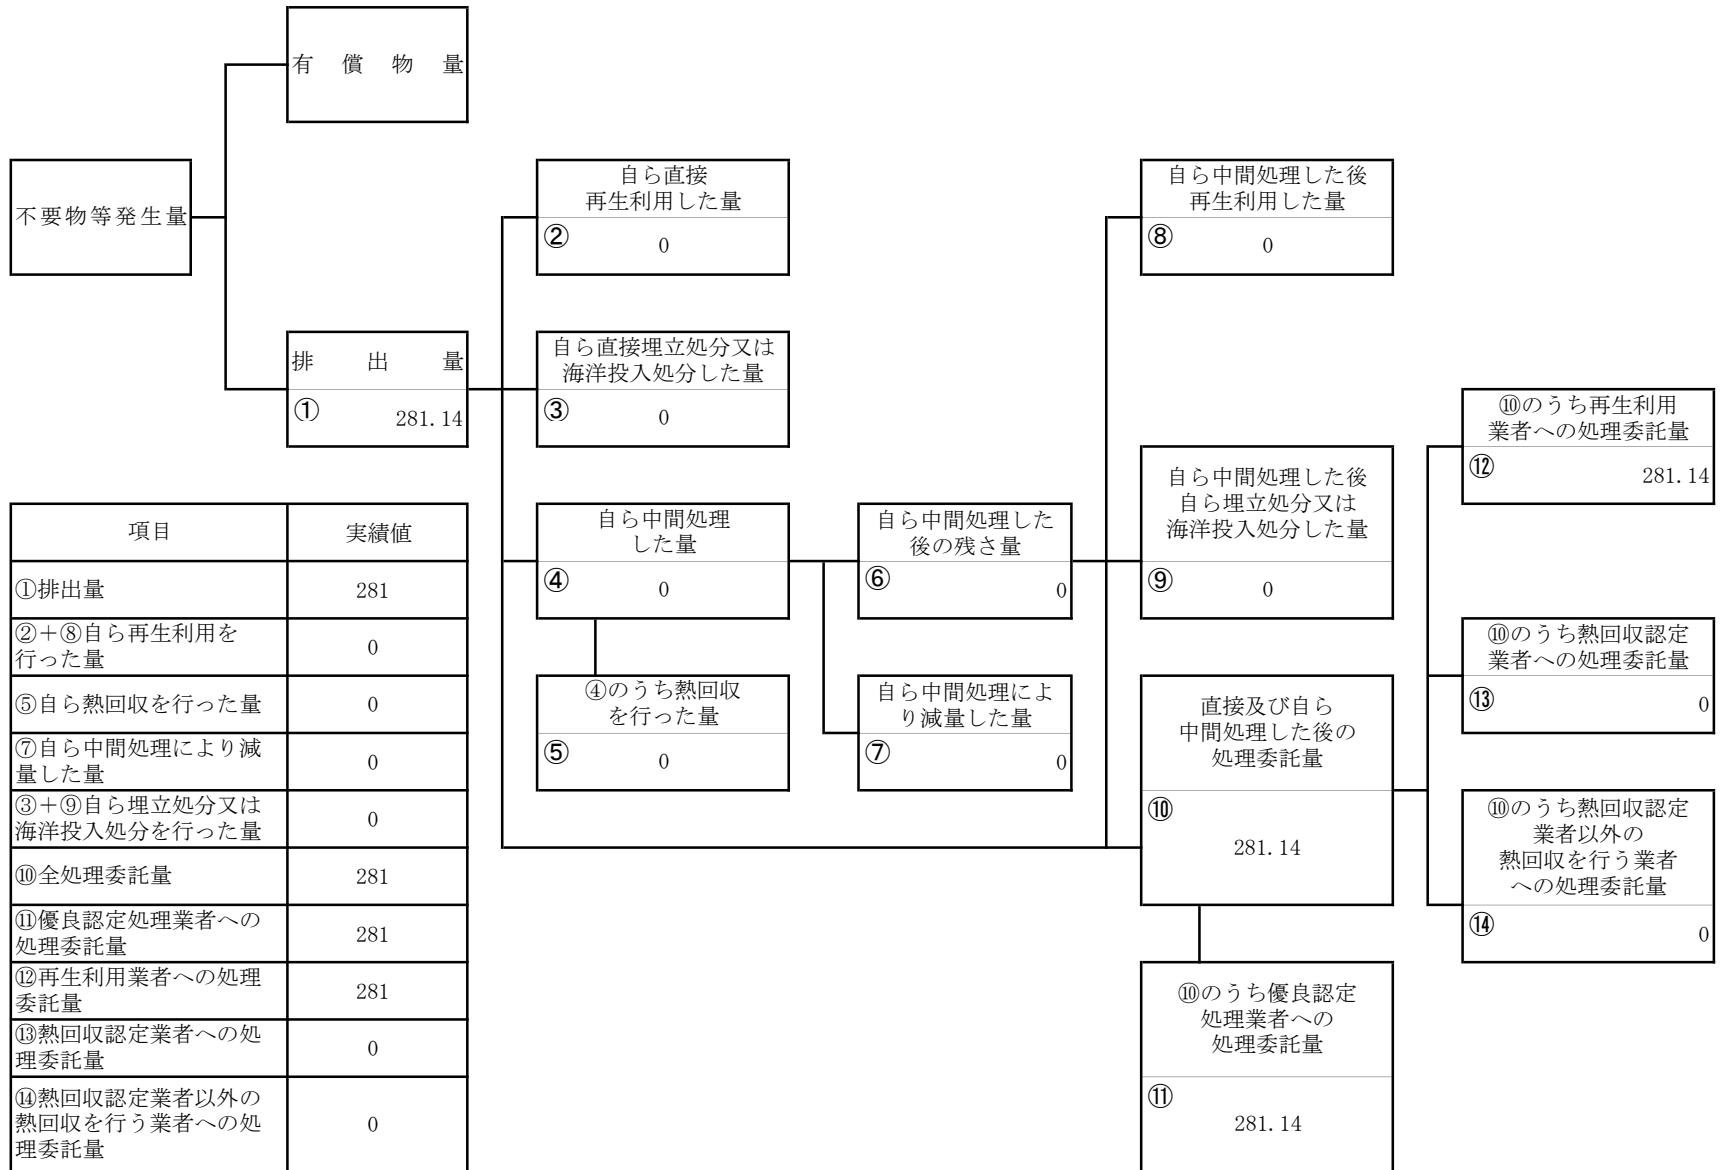 有償物量
不要物等発生量
自ら直接
再生利用した量
②
0
自ら中間処理した後
再生利用した量
⑧
0
排出量
①
281.14
自ら直接埋立処分又は
海洋投入処分した量
③
0
⑩のうち再生利用
業者への処理委託量
⑫
281.14
自ら中間処理
した量
④
0
自ら中間処理した
後の残さ量
⑥
0
自ら中間処理した後
自ら埋立処分又は
海洋投入処分した量
⑨
0
⑩のうち熱回収認定
業者への処理委託量
⑬
0
④のうち熱回収
を行った量
⑤
0
自ら中間処理によ
り減量した量
⑦
0
直接及び自ら
中間処理した後の
処理委託量
⑩
281.14
⑩のうち熱回収認定
業者以外の
熱回収を行う業者
への処理委託量
⑭
0
⑩のうち優良認定
処理業者への
処理委託量
⑪
281.14
項目 実績値
①排出量 281
②＋⑧自ら再生利用を
行った量
0
⑤自ら熱回収を行った量 0
⑦自ら中間処理により減
量した量
0
③＋⑨自ら埋立処分又は
海洋投入処分を行った量
0
⑩全処理委託量 281
⑪優良認定処理業者への
処理委託量
281
⑫再生利用業者への処理
委託量
281
⑬熱回収認定業者への処
理委託量
0
⑭熱回収認定業者以外の
熱回収を行う業者への処
理委託量
0